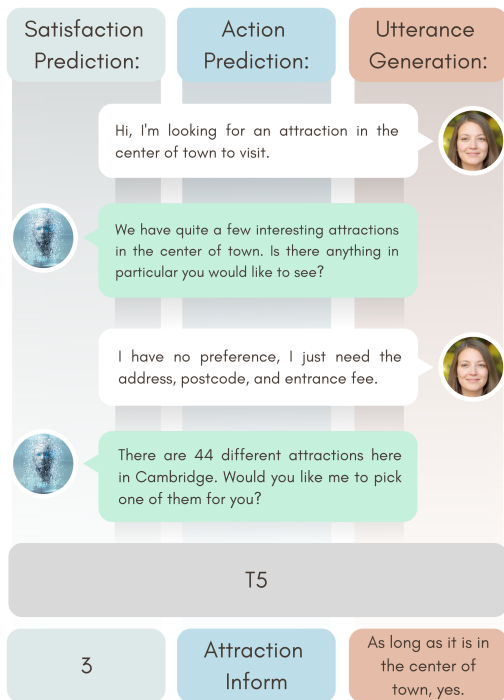 Satisfaction
Prediction:
Action
Prediction:
Utterance
Generation:
Hi, I'm looking for an attraction in the
center of town to visit.
We have quite a few interesting attractions
in the center of town. Is there anything in
particular you would like to see?
I have no preference, I just need the
address, postcode, and entrance fee.
There are 44 different attractions here
in Cambridge. Would you like me to pick
one of them for you?
T5
3
Attraction
Inform
As long as it is in
the center of
town, yes.